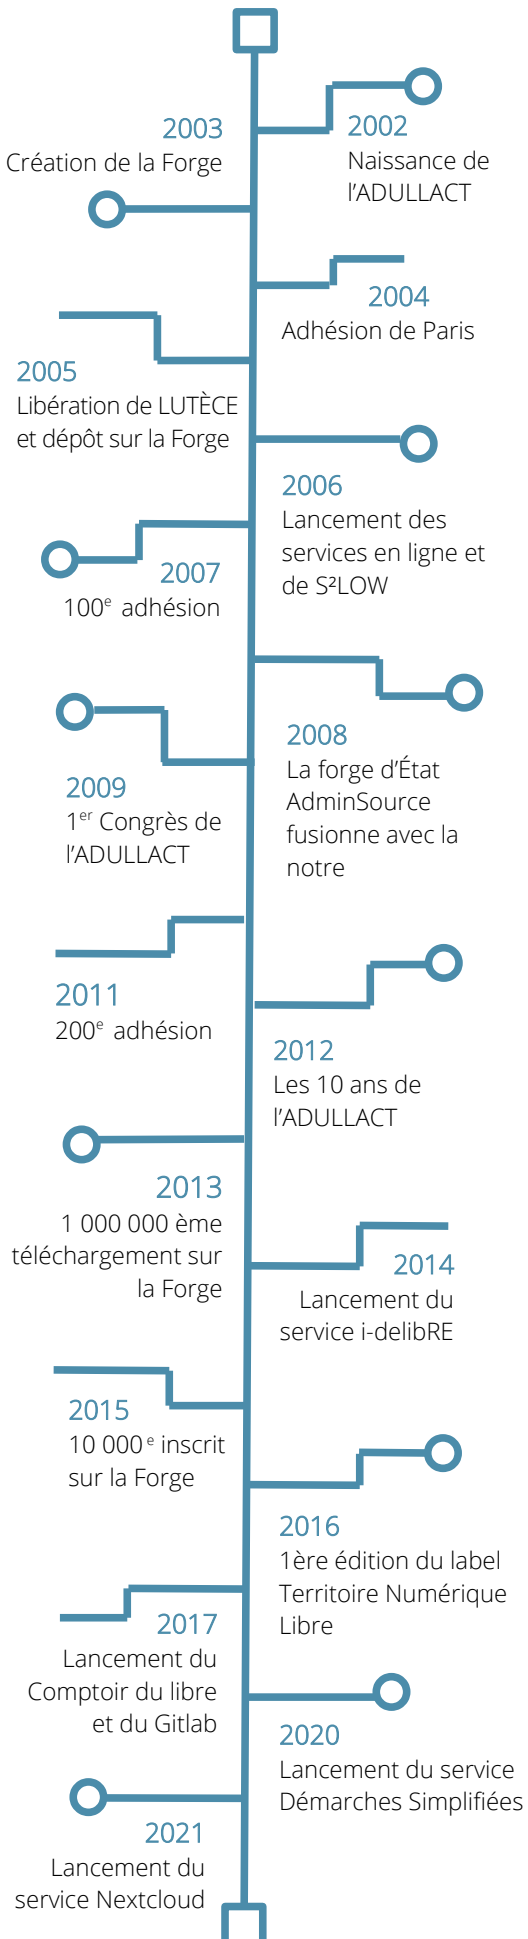 2002
Naissance de
l'ADULLACT
2003
Création de la Forge
2004
Adhésion de Paris
2005
Libération de LUTÈCE
et dépôt sur la Forge
2006
Lancement des
services en ligne et
de S²LOW
2007
100e adhésion
2008
La forge d'État
AdminSource
fusionne avec la
notre
2009
1er Congrès de
l'ADULLACT
2011
200e adhésion
2012
Les 10 ans de
l'ADULLACT
2013
1 000 000 ème
téléchargement sur
la Forge
2014
Lancement du
service i-delibRE
2015
10 000e inscrit
sur la Forge
2016
1ère édition du label
Territoire Numérique
Libre
2017
Lancement du
Comptoir du libre
et du Gitlab
2020
Lancement du service
Démarches Simplifiées
2021
Lancement du
service Nextcloud